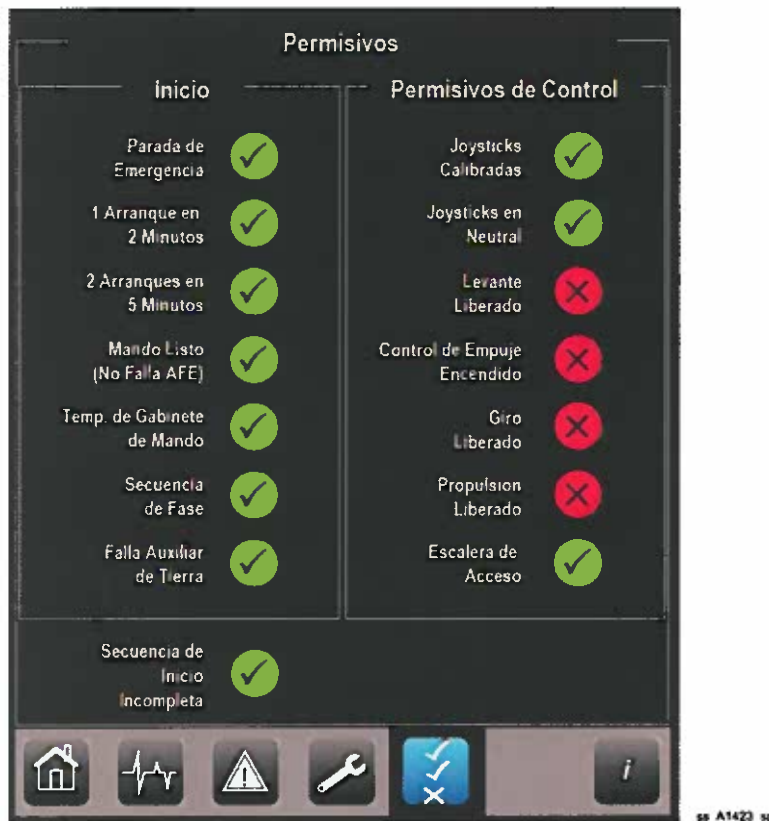 Permisivos
Inicio
Parada de
Emergencia
1 Arranque en
2 Minutos
2 Arranques en
5 Minutos
Mando Listo
(No Falla AFE)
Temp. de Gabinete
de Mando
Secuencia
de Fase
Falla Auxiliar
de Tierra
Permisivos de Control
Joysticks
Calibradas
Joysticks en
Neutral
Levante
Liberado
Control de Empuje
Encendido
Giro
Liberado
Propulsion
Liberado
Escalera de
Acceso
Secuencia de
Inicio
Incompleta
i
A1423